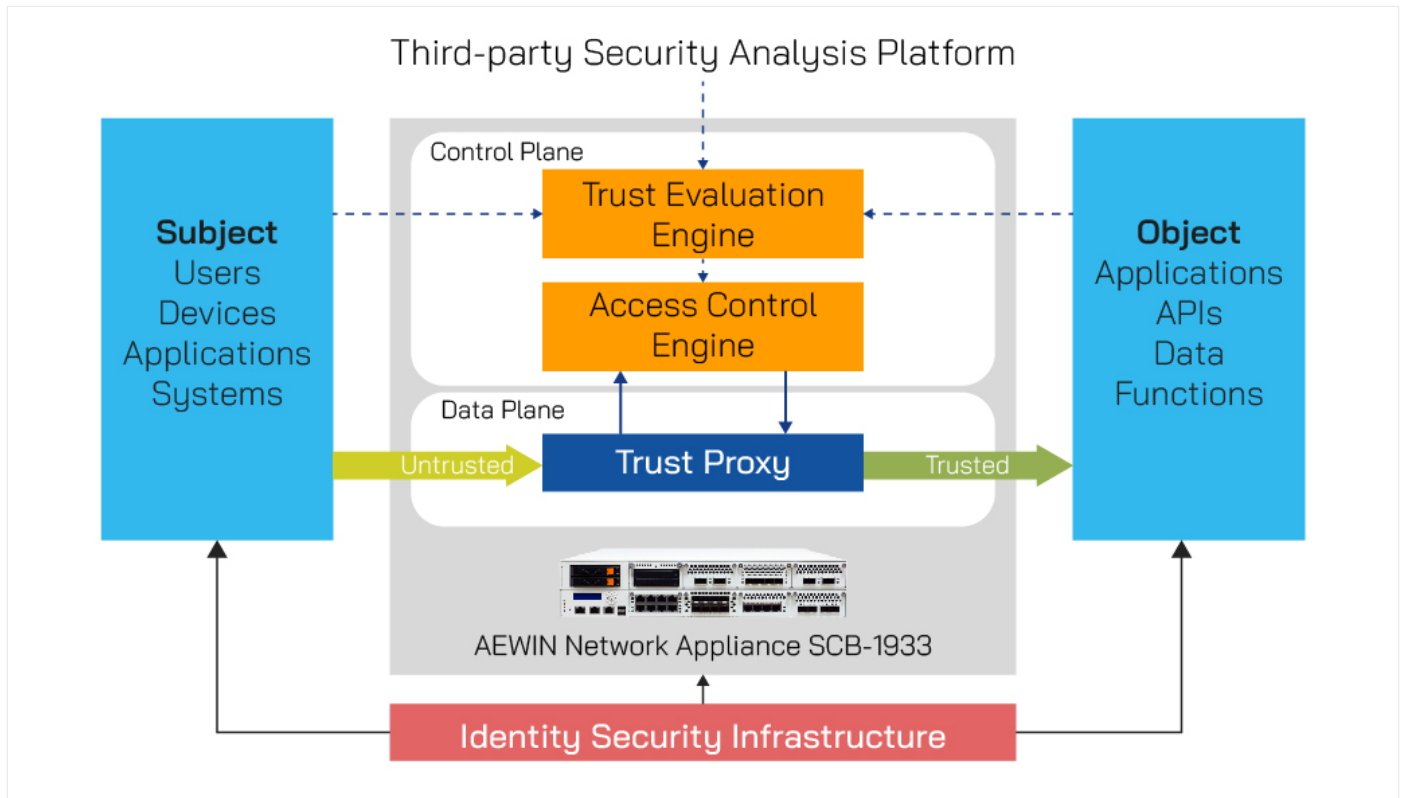 Third-party Security Analysis Platform
Control Plane
Trust Evaluation
Engine
Subject
Users
Devices
Applications
Systems
Object
Applications
APIs
Data
Functions
Access Control
Engine
Data Plane
Untrusted
Trust Proxy
Trusted
AEWIN Network Appliance SCB-1933
Identity Security Infrastructure